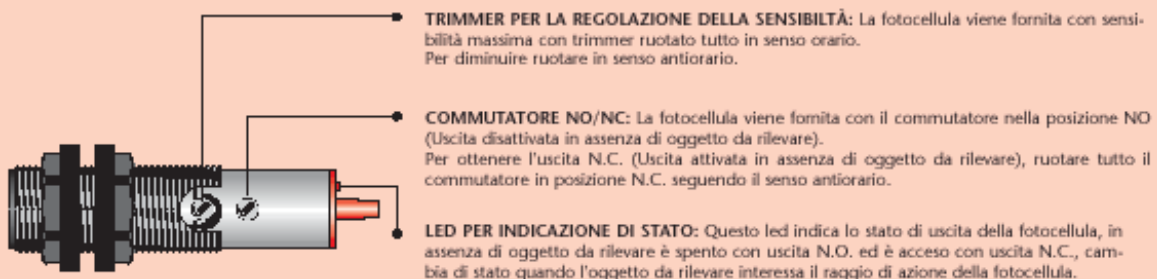 TRIMMER PER LA REGOLAZIONE DELLA SENSIBILTÀ: La fotocellula viene fornita con sensi-
bilità massima con trimmer ruotato tutto in senso orario.
Per diminuire ruotare in senso antiorario.
COMMUTATORE NO/NC: La fotocellula viene fornita con il commutatore nella posizione NO
(Uscita disattivata in assenza di oggetto da rilevare).
Per ottenere l'uscita N.C. (Uscita attivata in assenza di oggetto da rilevare), ruotare tutto il
commutatore in posizione N.C. seguendo il senso antiorario.
LED PER INDICAZIONE DI STATO: Questo led indica lo stato di uscita della fotocellula, in
assenza di oggetto da rilevare è spento con uscita N.O. ed è acceso con uscita N.C., cam-
bia di stato quando l'oggetto da rilevare interessa il raggio di azione della fotocellula.